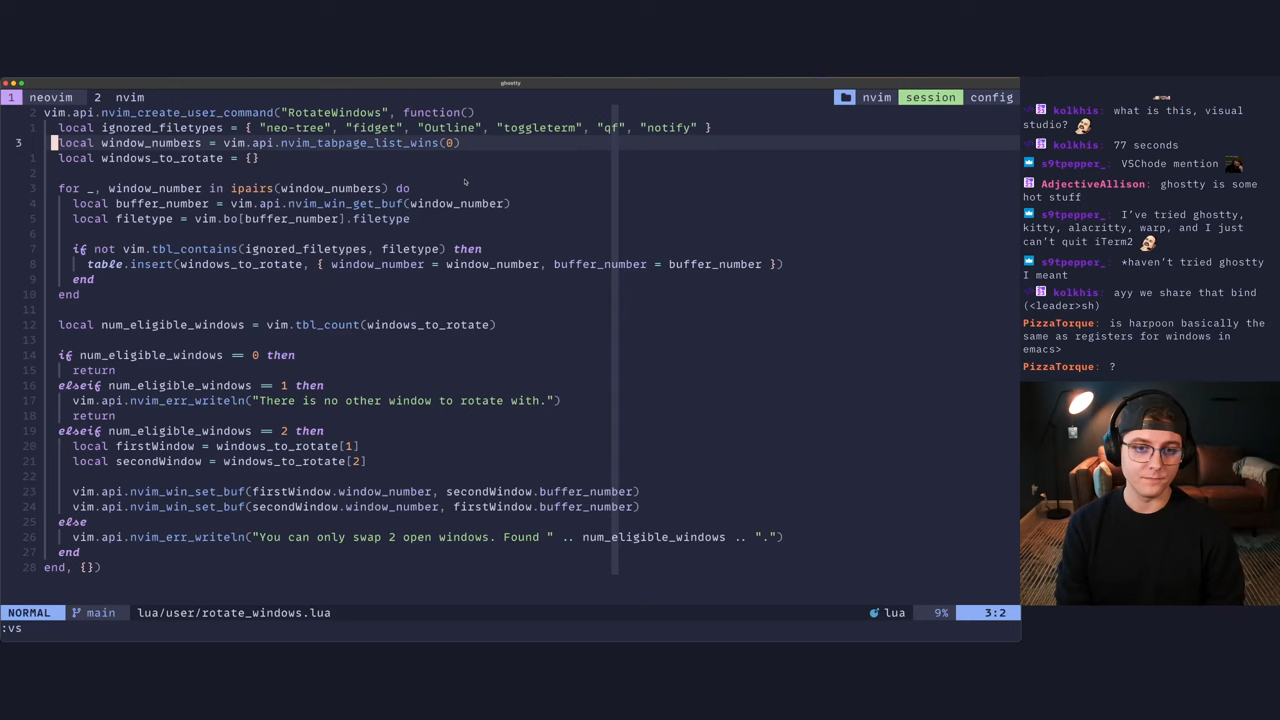 ghostty
1 neovim 2 nvim nvim session config
2 vim.api.nvim_create_user_command("RotateWindows", function()
1 local ignored_filetypes = { "neo-tree", "fidget", "Outline", "toggleterm", "qf", "notify" }
3 local window_numbers = vim.api.nvim_tabpage_list_wins(0)
1 local windows_to_rotate = {}
2
3 for _, window_number in ipairs(window_numbers) do
4 local buffer_number = vim.api.nvim_win_get_buf(window_number)
5 local filetype = vim.bo[buffer_number].filetype
6
7 if not vim.tbl_contains(ignored_filetypes, filetype) then
8 table.insert(windows_to_rotate, { window_number = window_number, buffer_number = buffer_number })
9 end
10 end
11
12 local num_eligible_windows = vim.tbl_count(windows_to_rotate)
13
14 if num_eligible_windows == 0 then
15 return
16 elseif num_eligible_windows == 1 then
17 vim.api.nvim_err_writeln("There is no other window to rotate with.")
18 return
19 elseif num_eligible_windows == 2 then
20 local firstWindow = windows_to_rotate[1]
21 local secondWindow = windows_to_rotate[2]
22
23 vim.api.nvim_win_set_buf(firstWindow.window_number, secondWindow.buffer_number)
24 vim.api.nvim_win_set_buf(secondWindow.window_number, firstWindow.buffer_number)
25 else
26 vim.api.nvim_err_writeln("You can only swap 2 open windows. Found " .. num_eligible_windows .. ".")
27 end
28 end, {})
NORMAL main lua/user/rotate_windows.lua lua 9% 3:2
:vs
kolkhis: what is this, visual
studio?
kolkhis: 77 seconds
s9tpepper_: VSChode mention
AdjectiveAllison: ghostty is some
hot stuff
s9tpepper_: I've tried ghostty,
kitty, alacritty, warp, and I just
can't quit iTerm2
s9tpepper_: *haven't tried ghostty
I meant
kolkhis: ayy we share that bind
(<leader>sh)
PizzaTorque: is harpoon basically the
same as registers for windows in
emacs>
PizzaTorque: ?